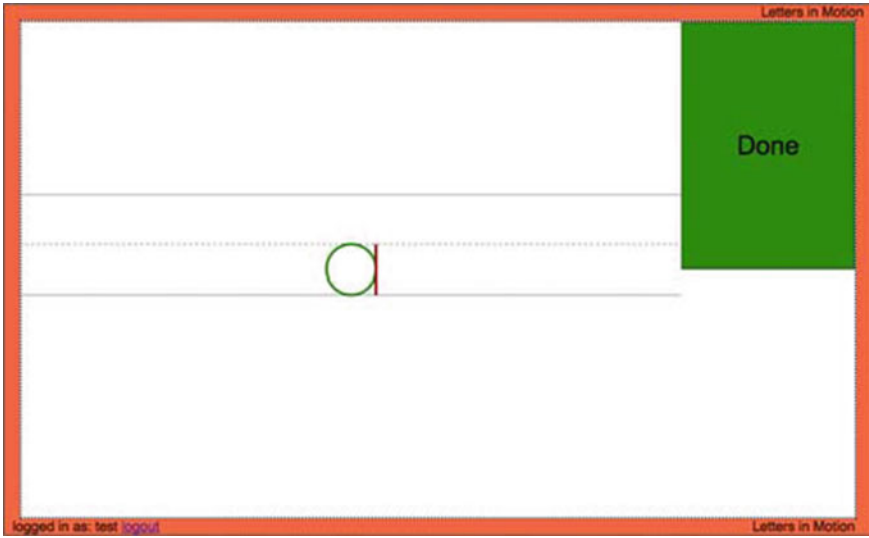 Letters in Motion
Done
a
logged in as: test logout
Letters in Motion